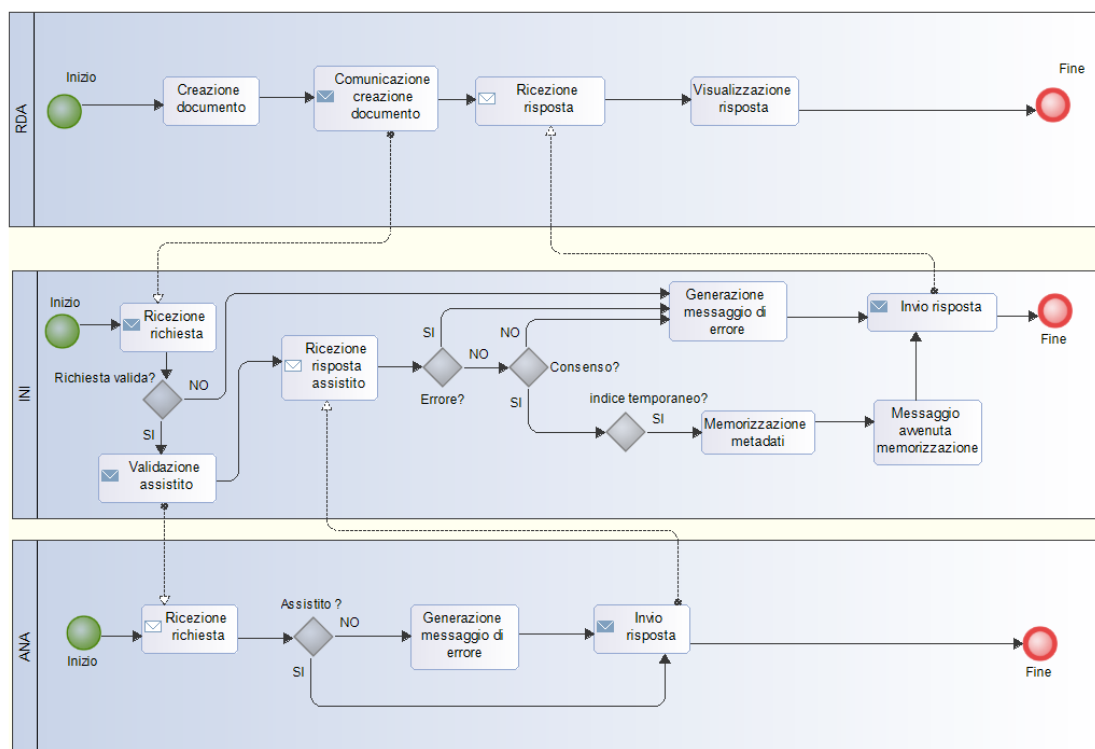 RDA
Inizio
Creazione
documento
Comunicazione
creazione
documento
Ricezione
risposta
Visualizzazione
risposta
Fine
INI
Inizio
Ricezione
richiesta
Richiesta valida?
NO
SI
Validazione
assistito
Ricezione
risposta
assistito
SI
Errore?
NO
NO
Consenso?
SI
Generazione
messaggio di
errore
indice temporaneo?
SI
Memorizzazione
metadati
Messaggio
avvenuta
memorizzazione
Invio risposta
Fine
ANA
Inizio
Ricezione
richiesta
Assistito ?
NO
SI
Generazione
messaggio di
errore
Invio
risposta
Fine